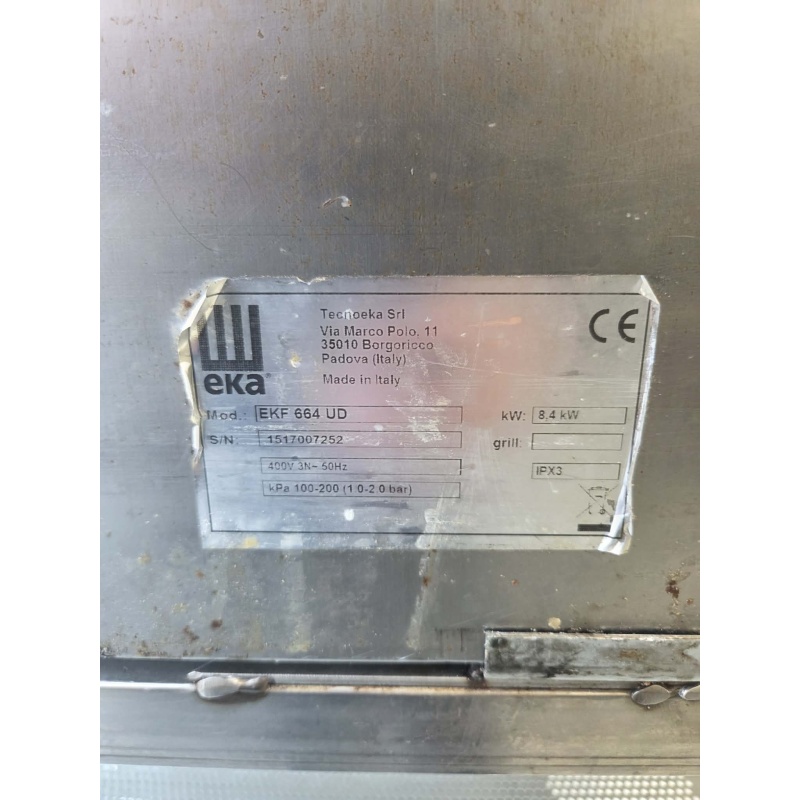 eka
Tecnoeka Srl
Via Marco Polo, 11
35010 Borgoricco
Padova (Italy)
Made in Italy
CE
Mod.: EKF 664 UD
kW: 8,4 kW
S/N: 1517007252
grill:
400V 3N~ 50Hz
IPX3
kPa 100-200 (1.0-2.0 bar)